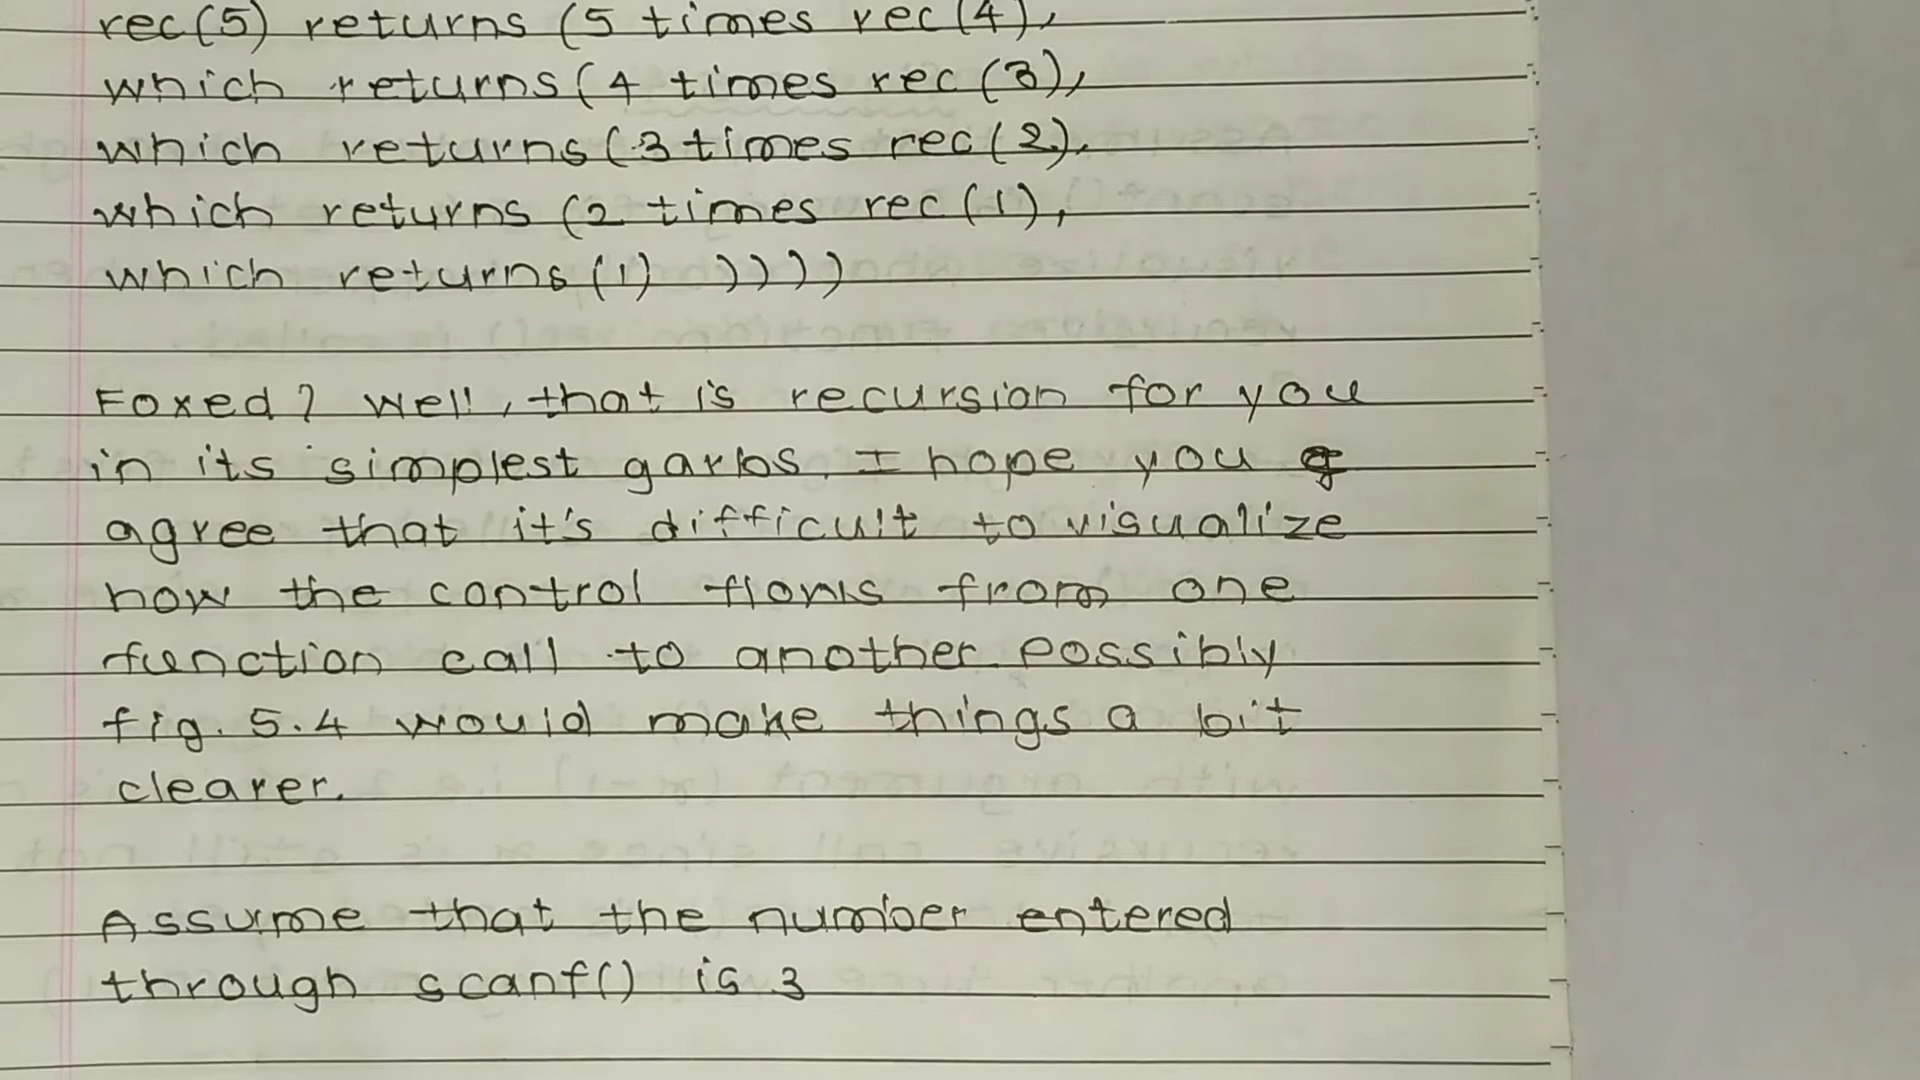 rec(5) returns (5 times rec(4),
which returns (4 times rec (3),
which returns (3 times rec (2),
which returns (2 times rec (1),
which returns (1) ))))
Foxed? Well, that is recursion for you
in its simplest garbs. I hope you
agree that it's difficult to visualize
how the control flows from one
function call to another. Possibly
fig. 5.4 would make things a bit
clearer.
Assume that the number entered
through scanf() is 3